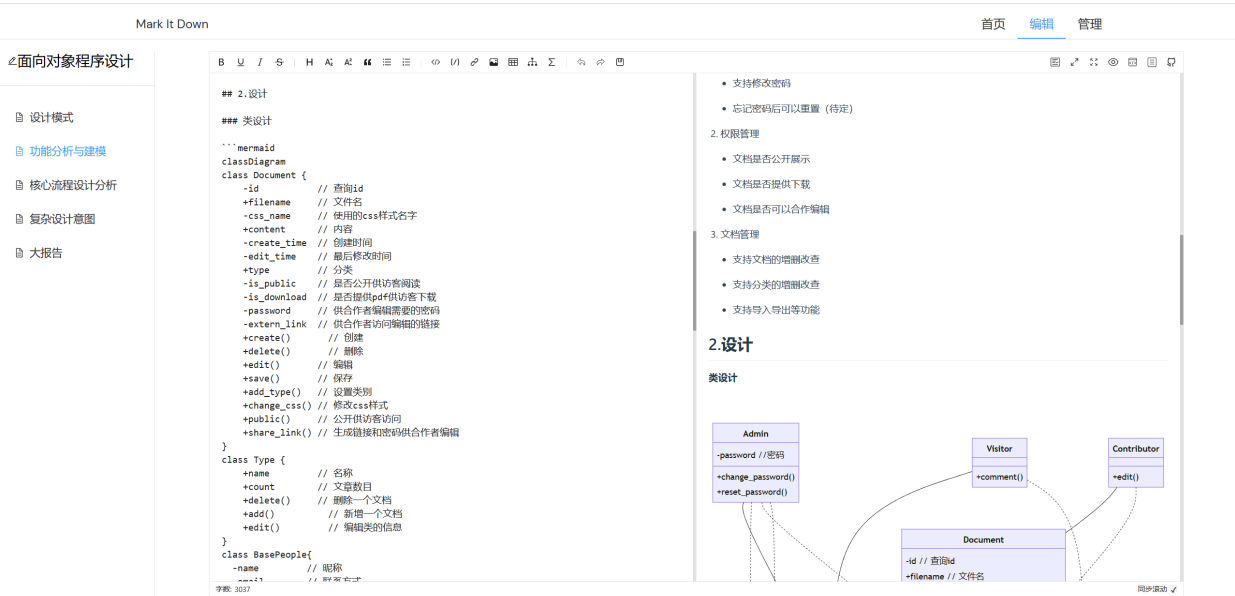 Mark It Down
首页 编辑 管理
面向对象程序设计
设计模式
功能分析与建模
核心流程设计分析
复杂设计意图
大报告
## 2.设计
### 类设计
```mermaid
classDiagram
class Document {
-id // 查询id
+filename // 文件名
-css_name // 使用的css样式名字
+content // 内容
-create_time // 创建时间
-edit_time // 最后修改时间
+type // 分类
-is_public // 是否公开供访客阅读
-is_download // 是否提供pdf供访客下载
-password // 供合作者编辑需要的密码
-extern_link // 供合作者访问编辑的链接
+create() // 创建
+delete() // 删除
+edit() // 编辑
+save() // 保存
+add_type() // 设置类别
+change_css() // 修改css样式
+public() // 公开供访客访问
+share_link() // 生成链接和密码供合作者编辑
}
class Type {
+name // 名称
+count // 文章数目
+delete() // 删除一个文档
+add() // 新增一个文档
+edit() // 编辑类的信息
}
class BasePeople{
-name // 昵称
-email // 联系方式
字数: 3037
支持修改密码
忘记密码后可以重置（待定）
2. 权限管理
文档是否公开展示
文档是否提供下载
文档是否可以合作编辑
3. 文档管理
支持文档的增删改查
支持分类的增删改查
支持导入导出等功能
2.设计
类设计
Admin
-password //密码
+change_password()
+reset_password()
Visitor
+comment()
Contributor
+edit()
Document
-id // 查询id
+filename // 文件名
同步滚动